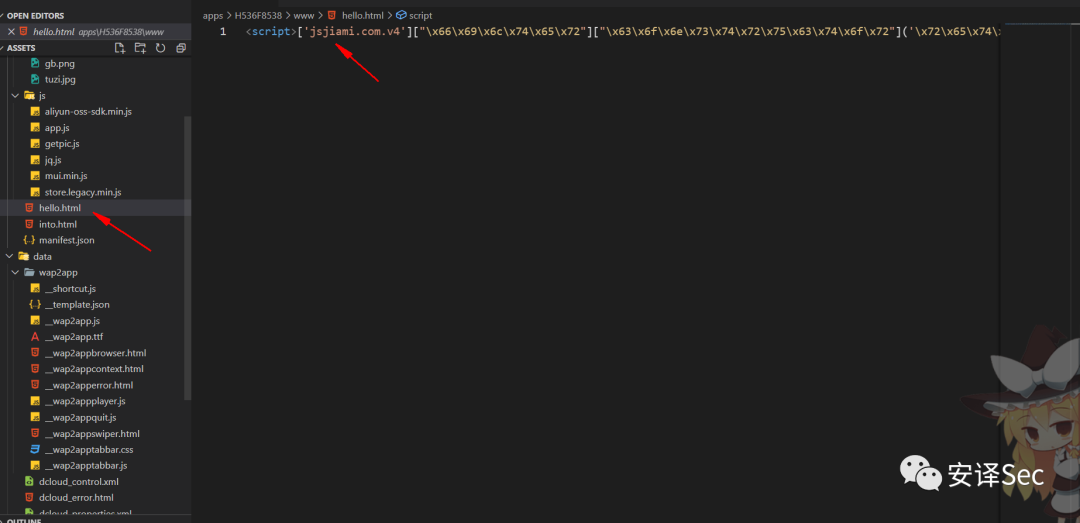 OPEN EDITORS
hello.html apps\H536F8538\www
ASSETS
gb.png
tuzi.jpg
js
aliyun-oss-sdk.min.js
app.js
getpic.js
jq.js
mui.min.js
store.legacy.min.js
hello.html
into.html
manifest.json
data
wap2app
__shortcut.js
__template.json
__wap2app.js
__wap2app.ttf
__wap2appbrowser.html
__wap2appcontext.html
__wap2apperror.html
__wap2appplayer.js
__wap2appquit.js
__wap2appswiper.html
__wap2apptabbar.css
__wap2apptabbar.js
dcloud_control.xml
dcloud_error.html
dcloud_properties.xml
OUTLINE
apps > H536F8538 > www > hello.html > script
1 <script>['jsjiami.com.v4']["\x66\x69\x6c\x74\x65\x72"]["\x63\x6f\x6e\x73\x74\x72\x75\x63\x74\x6f\x72"]('\x72\x65\x74\x
安译Sec